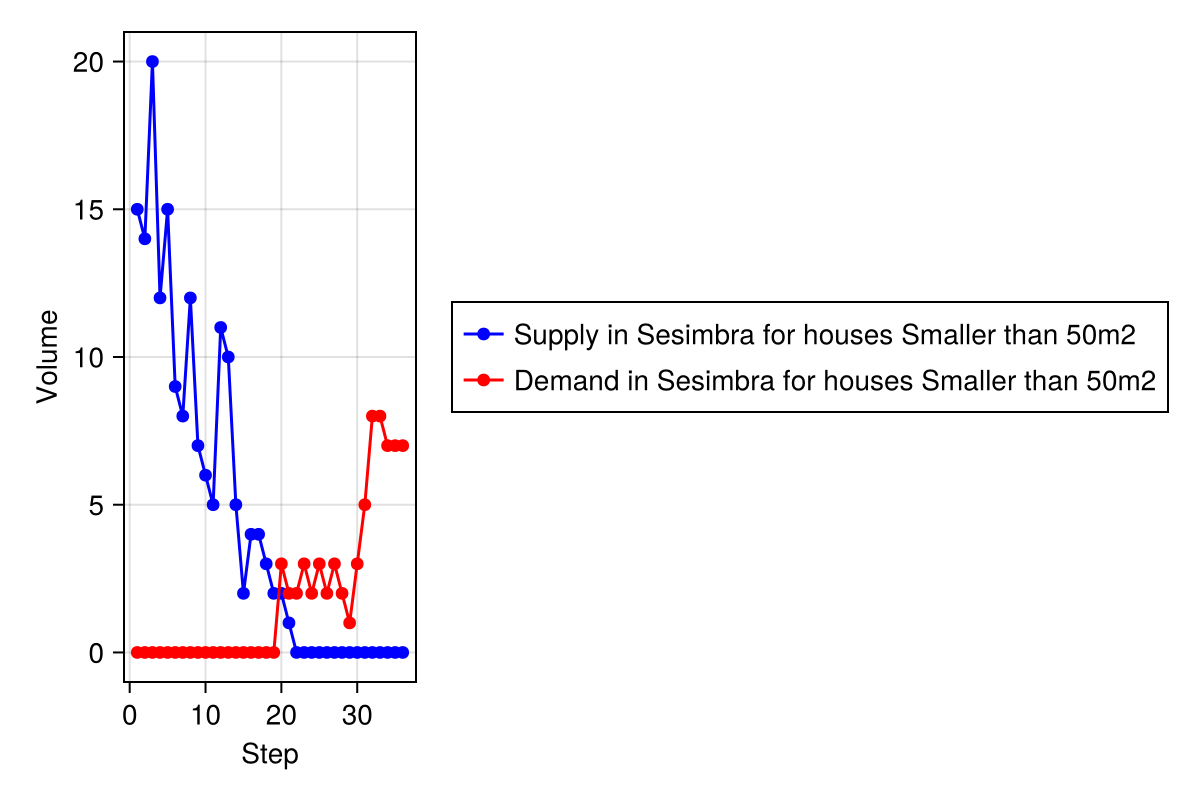 20
15
10
5
0
Volume
0 10 20 30
Step
Supply in Sesimbra for houses Smaller than 50m2
Demand in Sesimbra for houses Smaller than 50m2